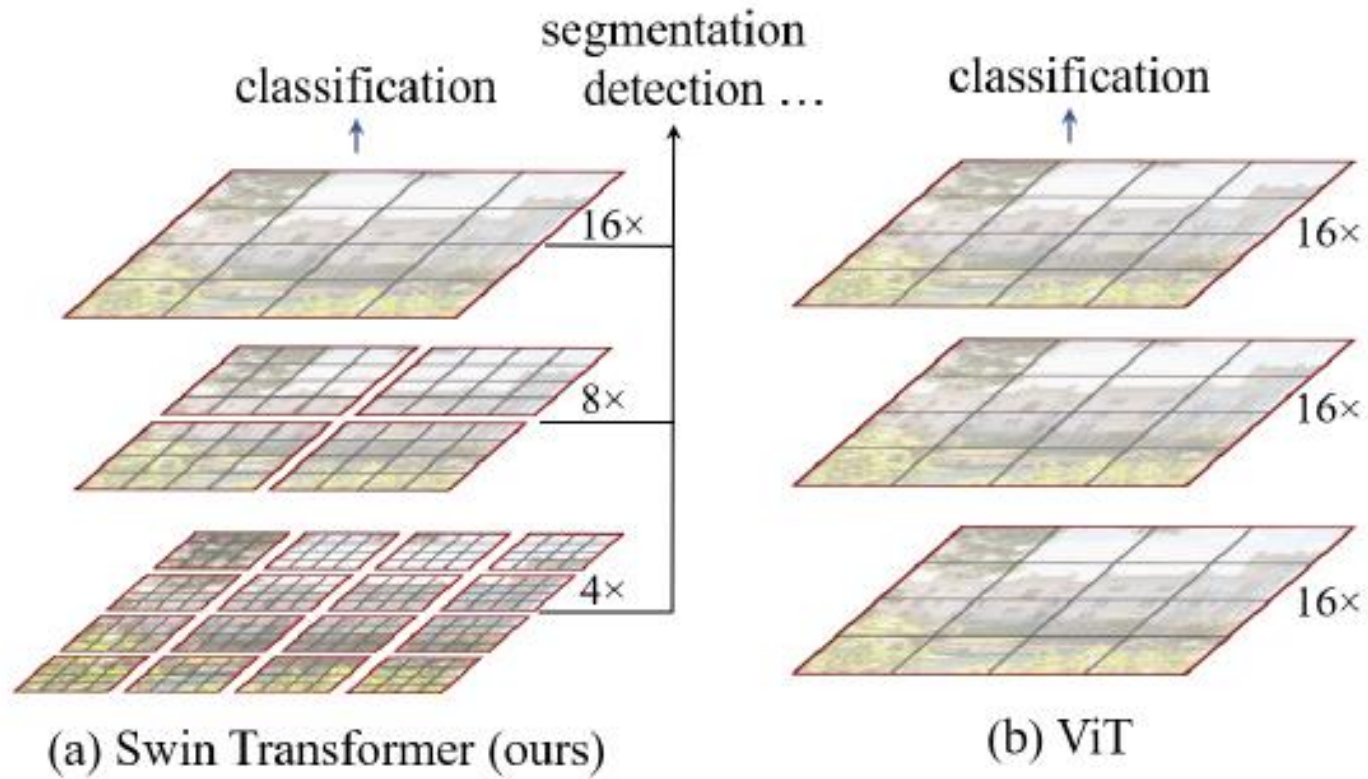 classification
segmentation
detection …
16×
8×
4×
(a) Swin Transformer (ours)
classification
16×
16×
16×
(b) ViT